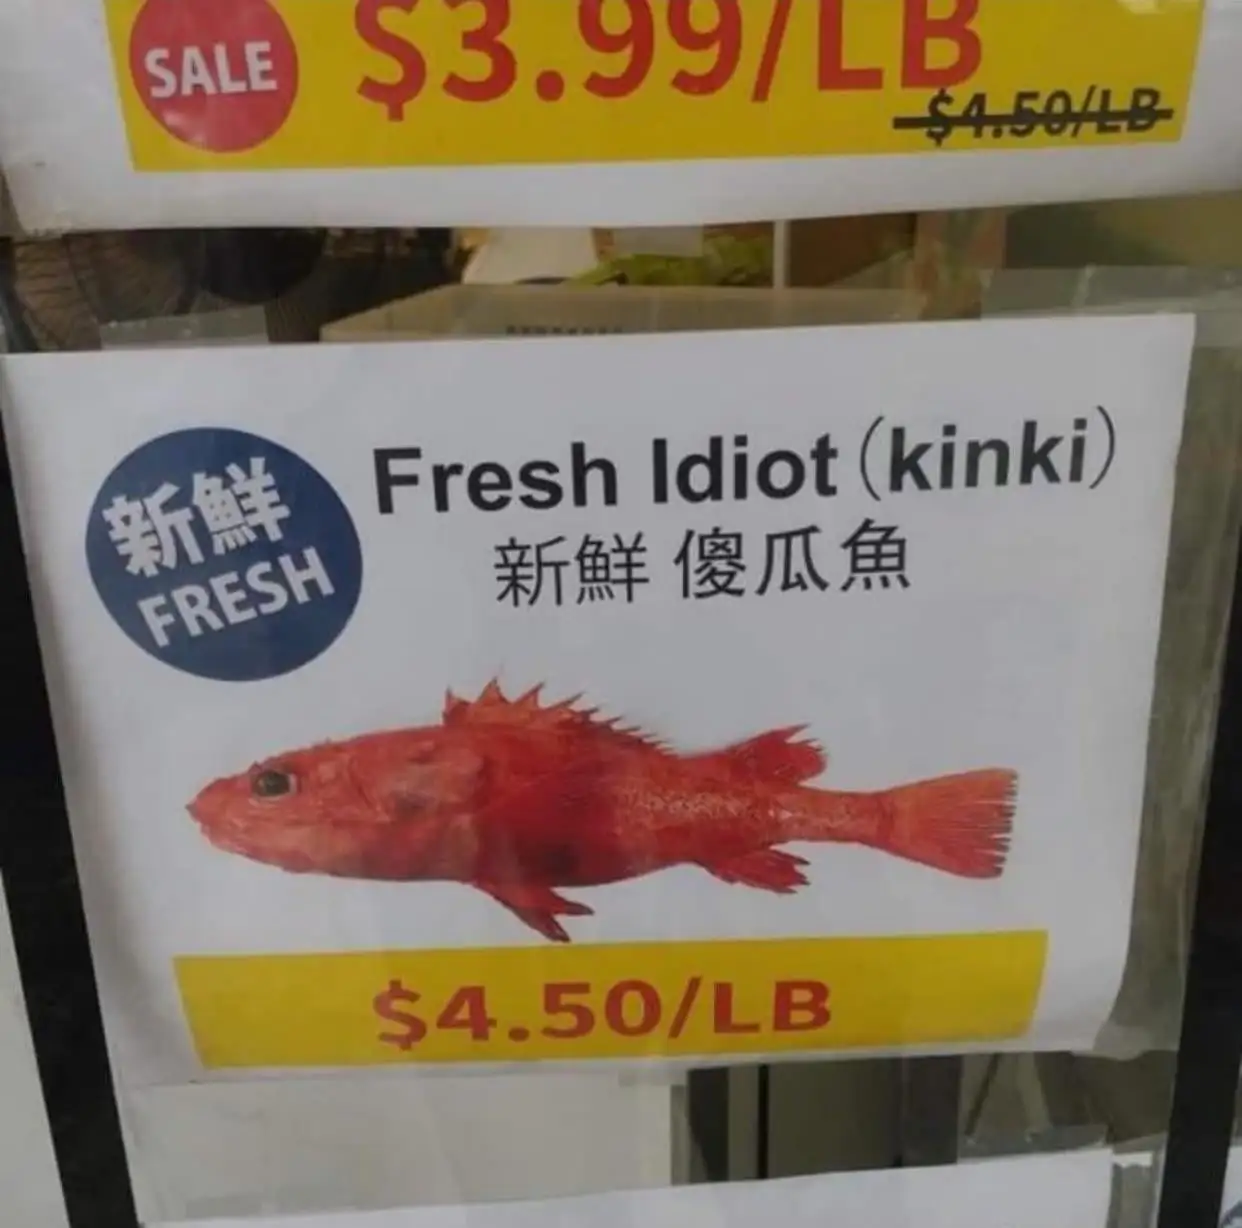 SALE
$3.99/LB
$4.50/LB
新鮮
FRESH
Fresh Idiot (kinki)
新鮮 傻瓜魚
$4.50/LB